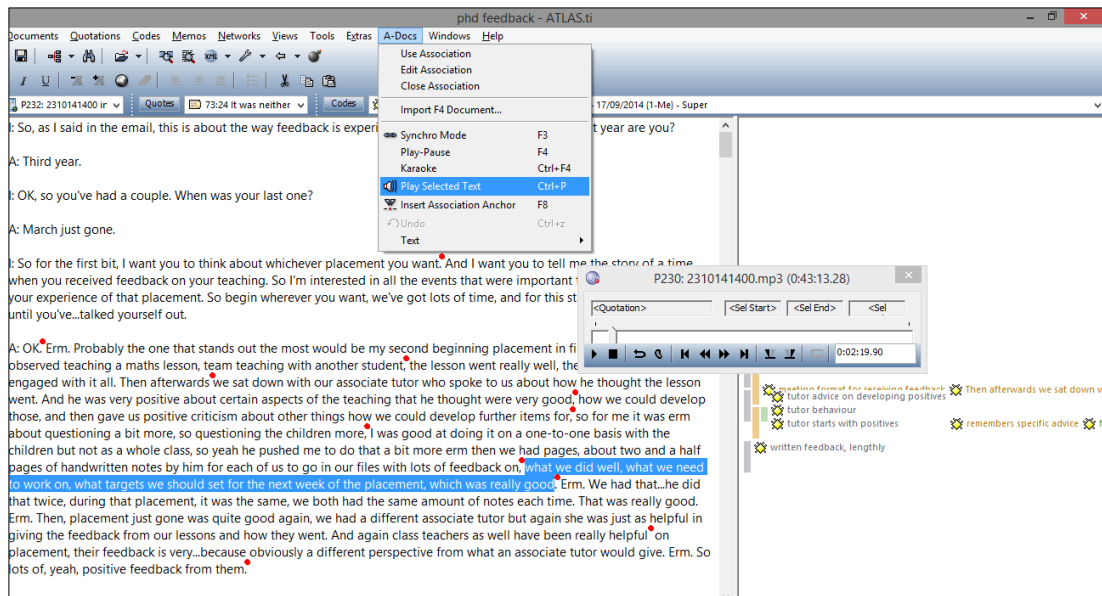 phd feedback - ATLAS.ti
Documents Quotations Codes Memos Networks Views Tools Extras A-Docs Windows Help
Use Association
Edit Association
Close Association
Import F4 Document...
Synchro Mode F3
Play-Pause F4
Karaoke Ctrl+F4
Play Selected Text Ctrl+P
Insert Association Anchor F8
Undo Ctrl+z
Text
P232: 2310141400 ir Quotes 73:24 It was neither Codes - 17/09/2014 {1-Me} - Super
I: So, as I said in the email, this is about the way feedback is experi t year are you?
A: Third year.
I: OK, so you've had a couple. When was your last one?
A: March just gone.
I: So for the first bit, I want you to think about whichever placement you want. And I want you to tell me the story of a time
when you received feedback on your teaching. So I'm interested in all the events that were important
your experience of that placement. So begin wherever you want, we've got lots of time, and for this st
until you've...talked yourself out.
A: OK. Erm. Probably the one that stands out the most would be my second beginning placement in fi
observed teaching a maths lesson, team teaching with another student, the lesson went really well, the
engaged with it all. Then afterwards we sat down with our associate tutor who spoke to us about how he thought the lesson
went. And he was very positive about certain aspects of the teaching that he thought were very good, how we could develop
those, and then gave us positive criticism about other things how we could develop further items for, so for me it was erm
about questioning a bit more, so questioning the children more, I was good at doing it on a one-to-one basis with the
children but not as a whole class, so yeah he pushed me to do that a bit more erm then we had pages, about two and a half
pages of handwritten notes by him for each of us to go in our files with lots of feedback on, what we did well, what we need
to work on, what targets we should set for the next week of the placement, which was really good. Erm. We had that...he did
that twice, during that placement, it was the same, we both had the same amount of notes each time. That was really good.
Erm. Then, placement just gone was quite good again, we had a different associate tutor but again she was just as helpful in
giving the feedback from our lessons and how they went. And again class teachers as well have been really helpful on
placement, their feedback is very...because obviously a different perspective from what an associate tutor would give. Erm. So
lots of, yeah, positive feedback from them.
P230: 2310141400.mp3 (0:43:13.28)
<Quotation> <Sel Start> <Sel End> <Sel
0:02:19.90
meeting format for receiving feedback Then afterwards we sat down w
tutor advice on developing positives
tutor behaviour
tutor starts with positives remembers specific advice f
written feedback, lengthly